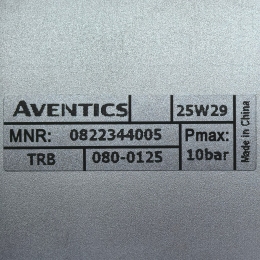 AVENTICS 25W29
MNR: 0822344005 Pmax:
TRB 080-0125 10bar
Made in China